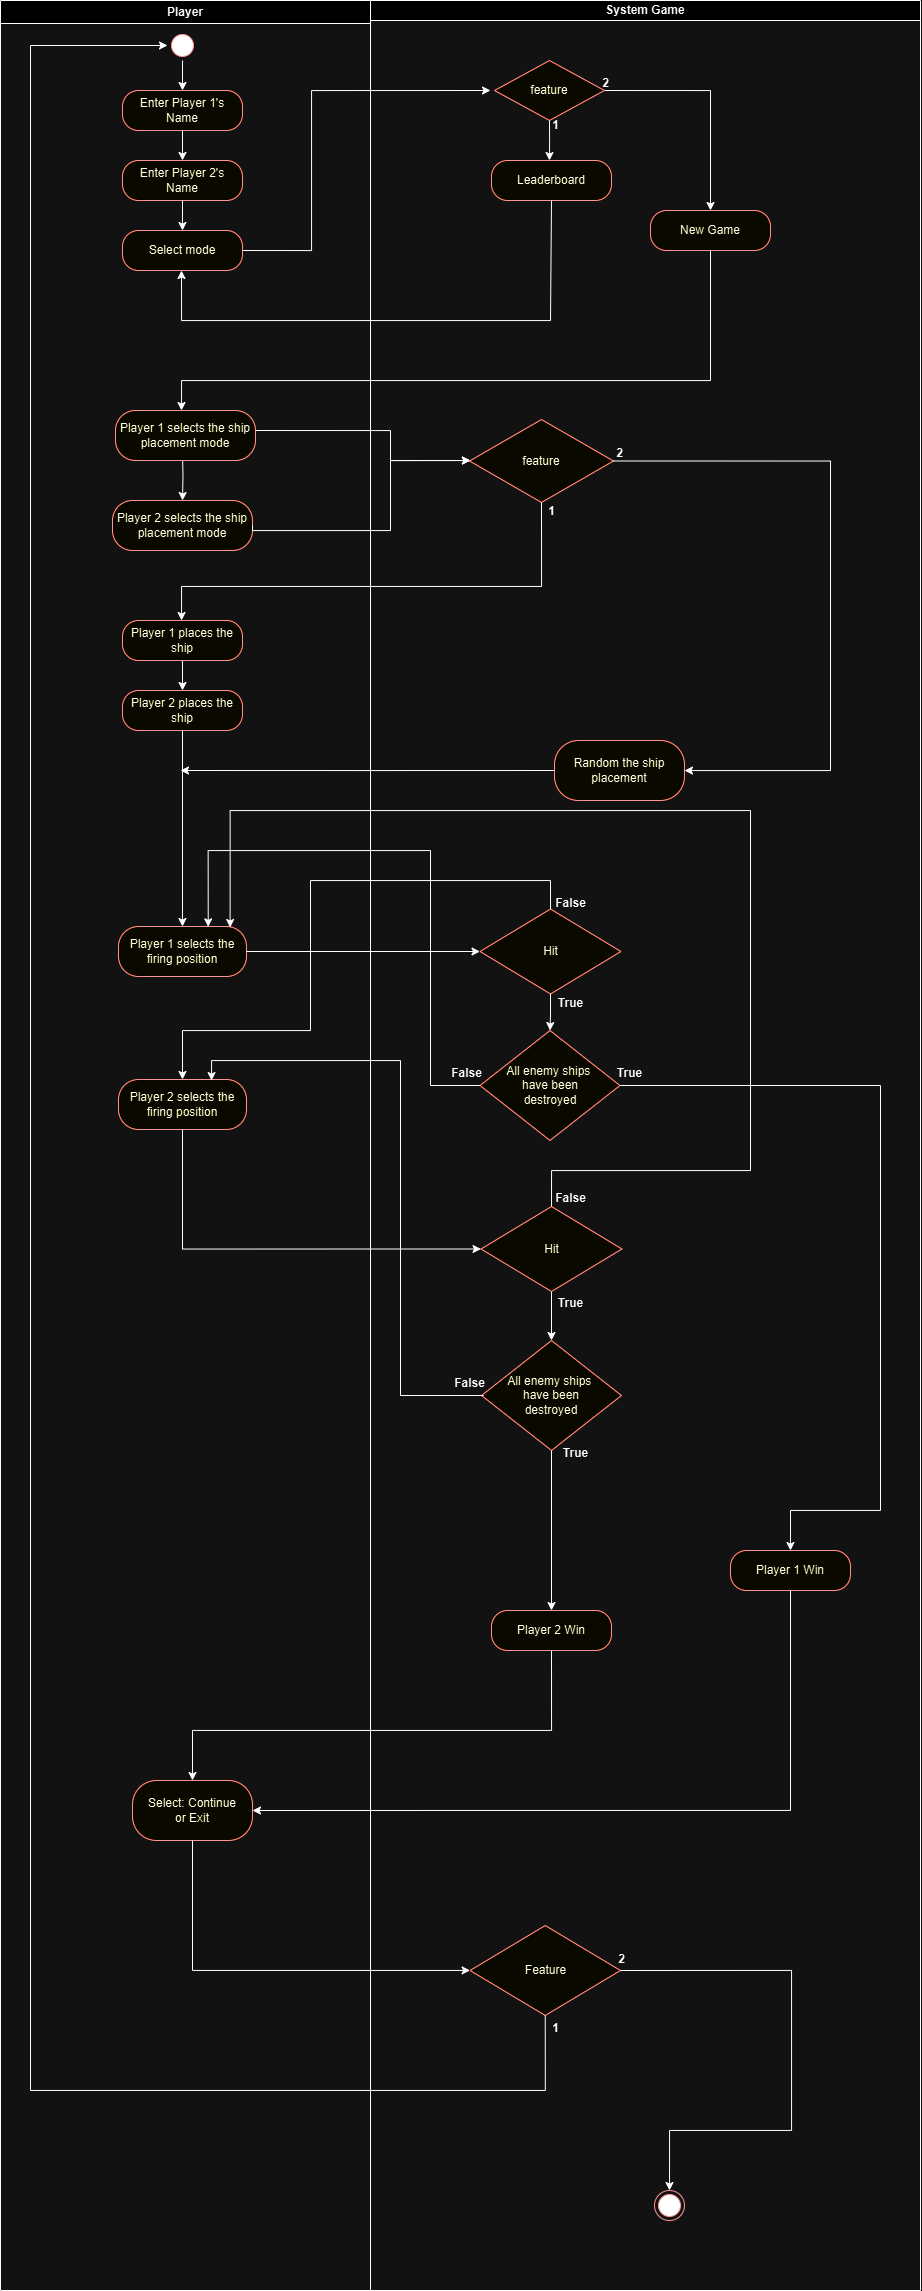 Player
System Game
feature
2
1
Enter Player 1's
Name
Enter Player 2's
Name
Leaderboard
Select mode
New Game
Player 1 selects the ship
placement mode
feature
2
1
Player 2 selects the ship
placement mode
Player 1 places the
ship
Player 2 places the
ship
Random the ship
placement
False
Player 1 selects the
firing position
Hit
True
False
All enemy ships
have been
destroyed
True
Player 2 selects the
firing position
False
Hit
True
False
All enemy ships
have been
destroyed
True
Player 1 Win
Player 2 Win
Select: Continue
or Exit
Feature
2
1